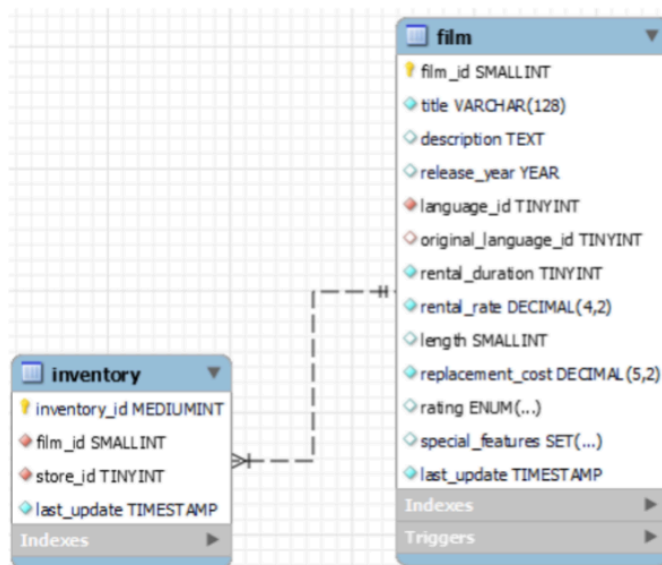 film
film_id SMALLINT
title VARCHAR(128)
description TEXT
release_year YEAR
language_id TINYINT
original_language_id TINYINT
rental_duration TINYINT
rental_rate DECIMAL(4,2)
length SMALLINT
replacement_cost DECIMAL(5,2)
rating ENUM(...)
special_features SET(...)
last_update TIMESTAMP
Indexes
Triggers
inventory
inventory_id MEDIUMINT
film_id SMALLINT
store_id TINYINT
last_update TIMESTAMP
Indexes